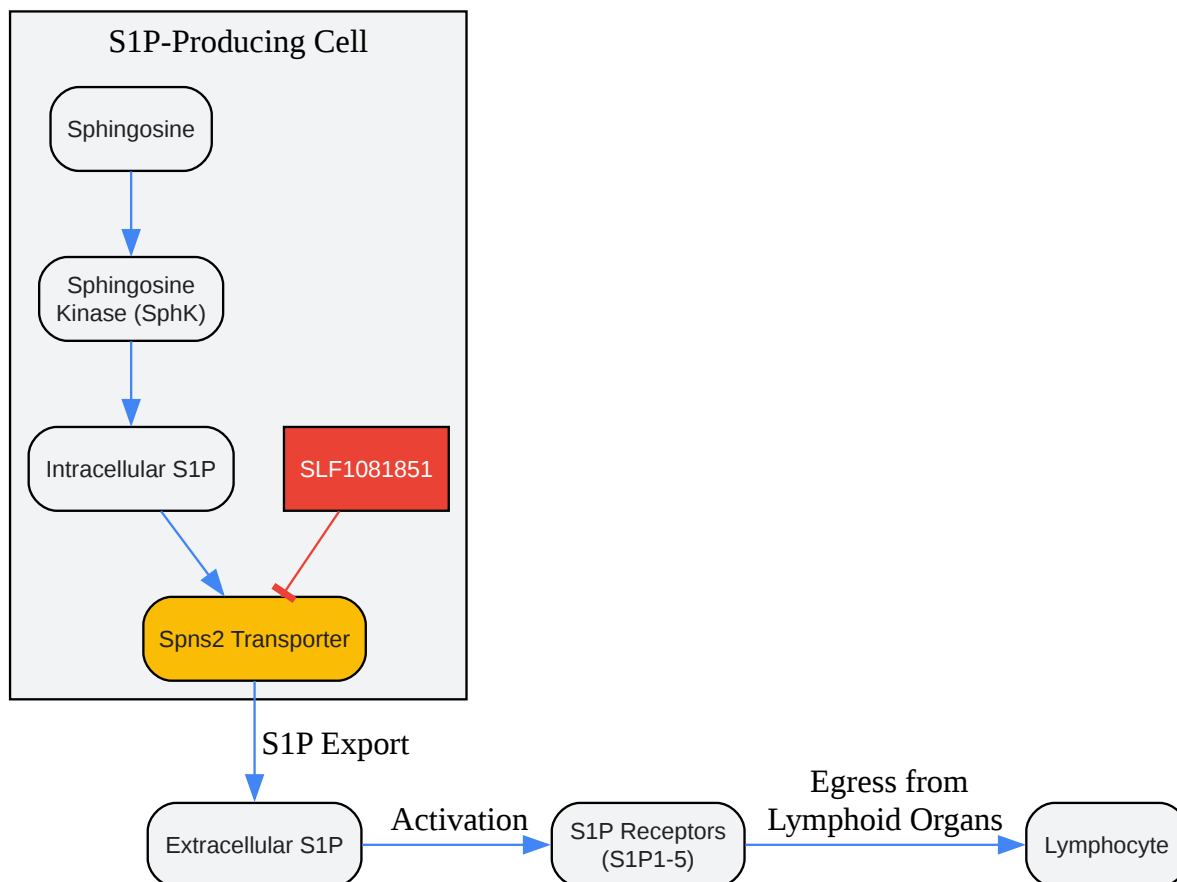 S1P-Producing Cell
Sphingosine
Sphingosine
Kinase (SphK)
Intracellular S1P
SLF1081851
Spns2 Transporter
S1P Export
Extracellular S1P
Activation
S1P Receptors
(S1P1-5)
Egress from
Lymphoid Organs
Lymphocyte